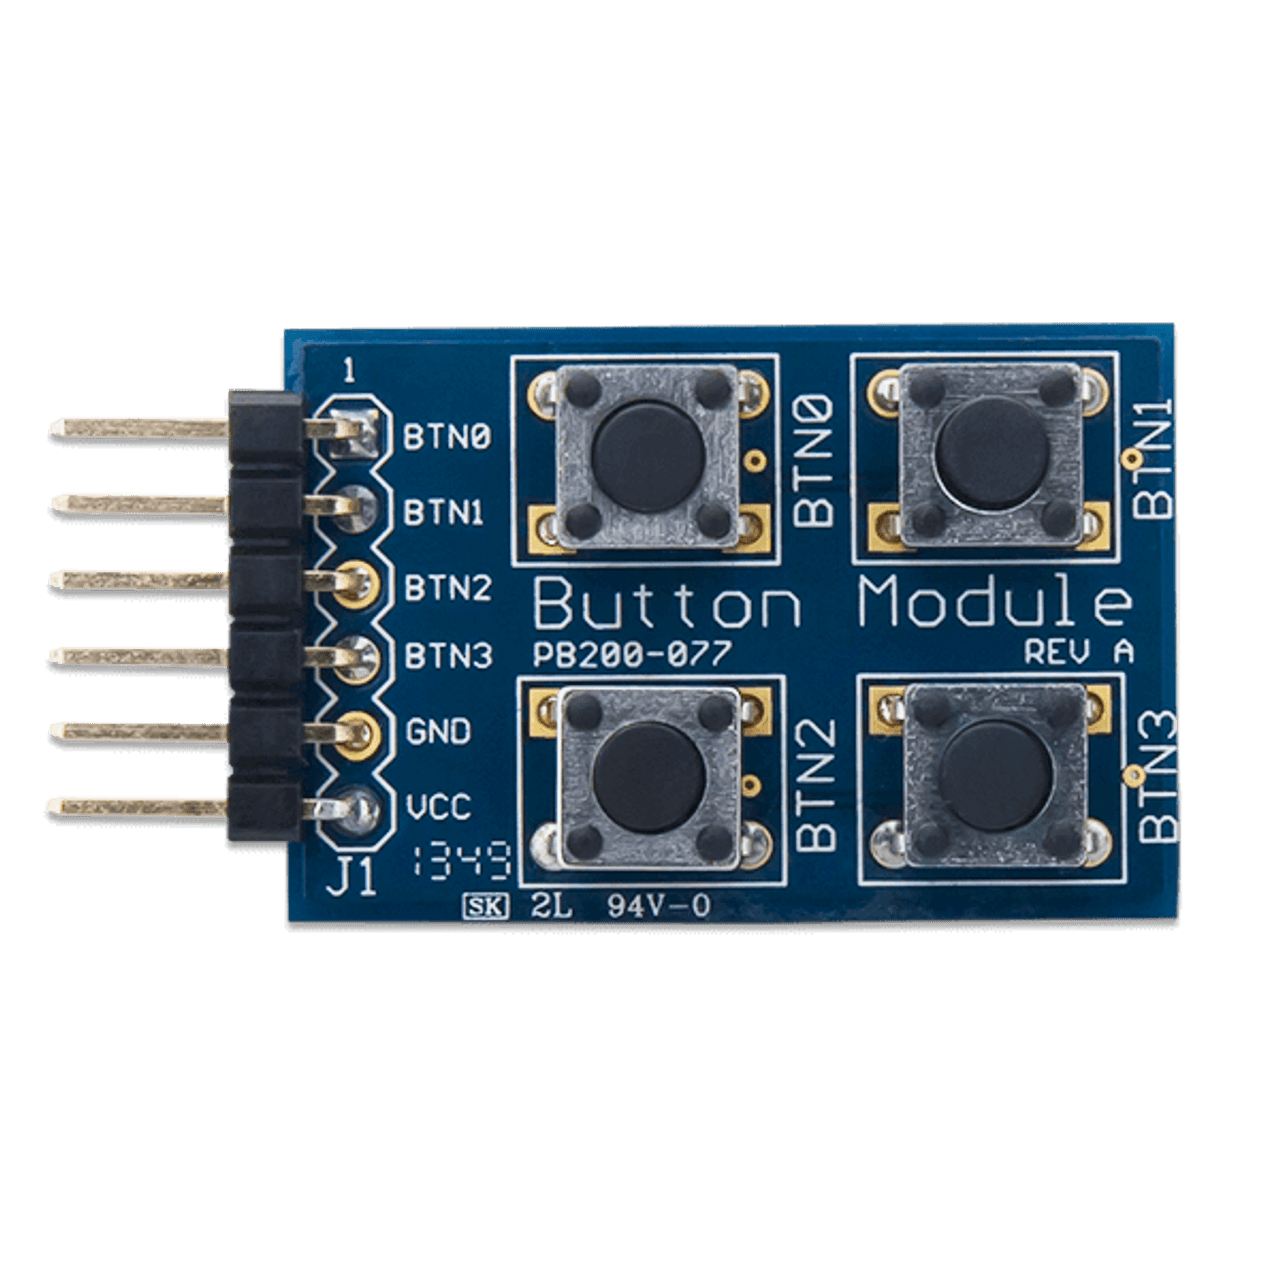 1
BTN0
BTN1
BTN2
BTN3
GND
VCC
J1
1349
SK 2L 94V-0
BTN0
BTN1
Button Module
PB200-077 REV A
BTN2
BTN3